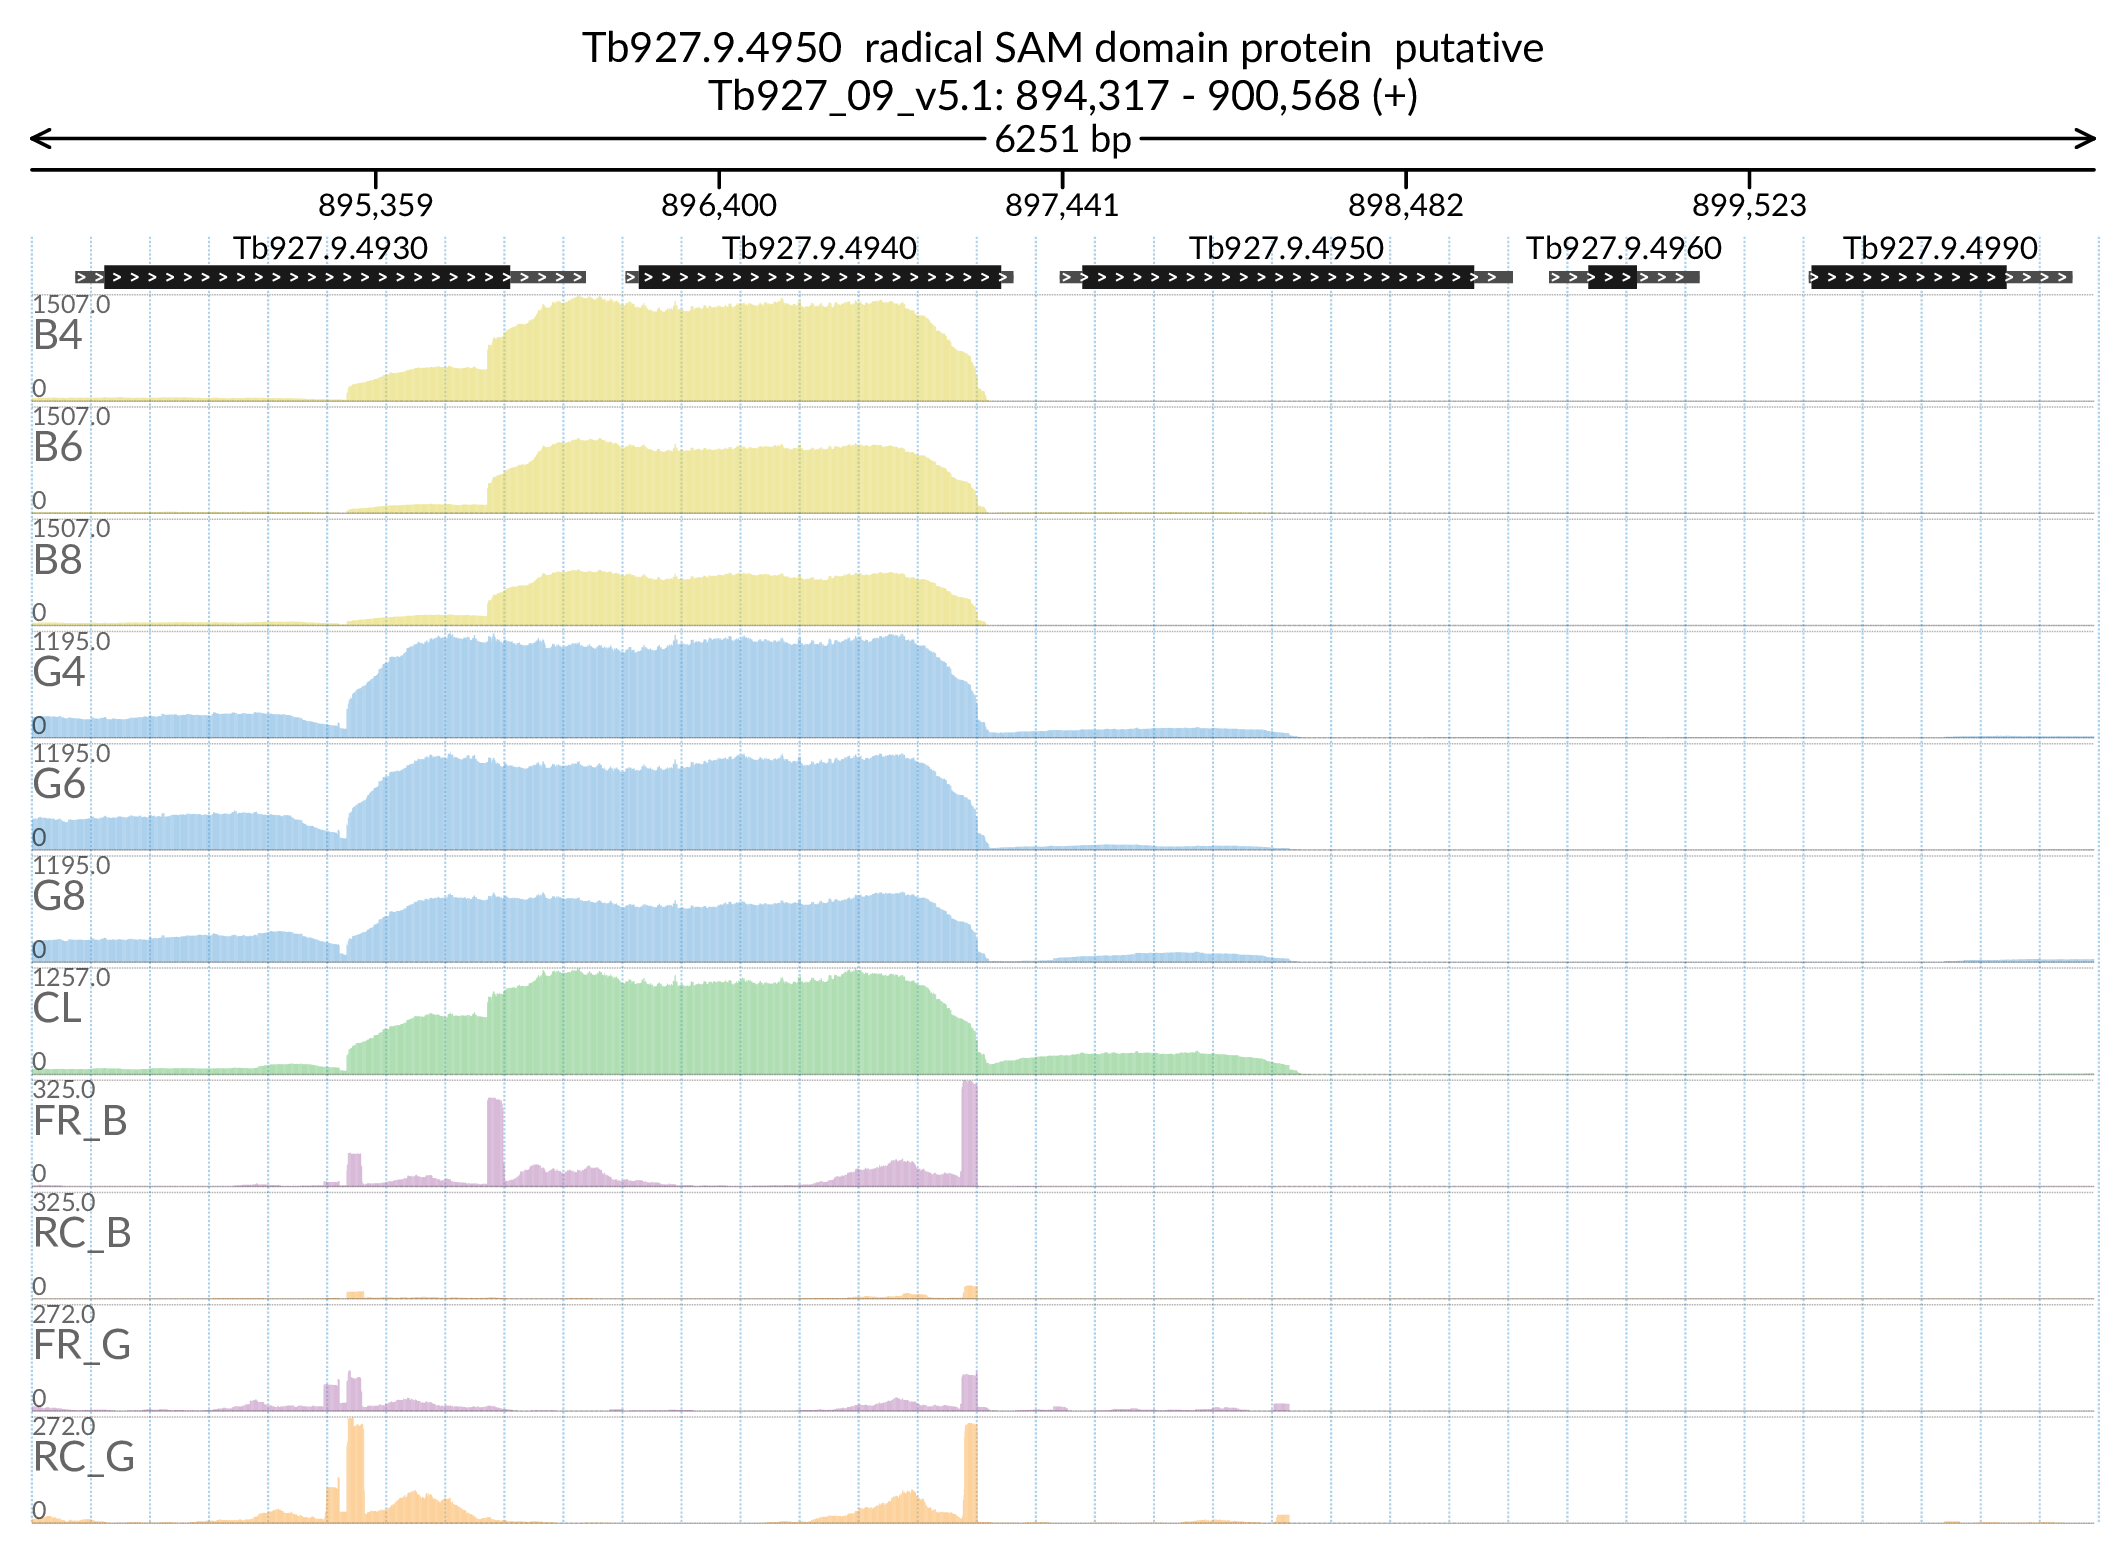 Tb927.9.4950  radical SAM domain protein  putative
Tb927_09_v5.1: 894,317 - 900,568 (+)
6251 bp
895,359 896,400 897,441 898,482 899,523
Tb927.9.4930 Tb927.9.4940 Tb927.9.4950 Tb927.9.4960 Tb927.9.4990
1507.0
B4
0
1507.0
B6
0
1507.0
B8
0
1195.0
G4
0
1195.0
G6
0
1195.0
G8
0
1257.0
CL
0
325.0
FR_B
0
325.0
RC_B
0
272.0
FR_G
0
272.0
RC_G
0